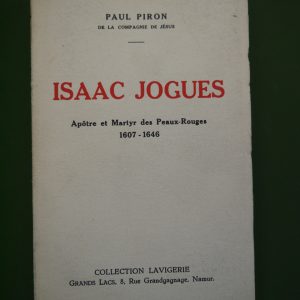 PAUL PIRON
DE LA COMPAGNIE DE JÉSUS
ISAAC JOGUES
Apôtre et Martyr des Peaux-Rouges
1607-1646
COLLECTION LAVIGERIE
GRANDS LACS, 8, Rue Grandgagnage, Namur.